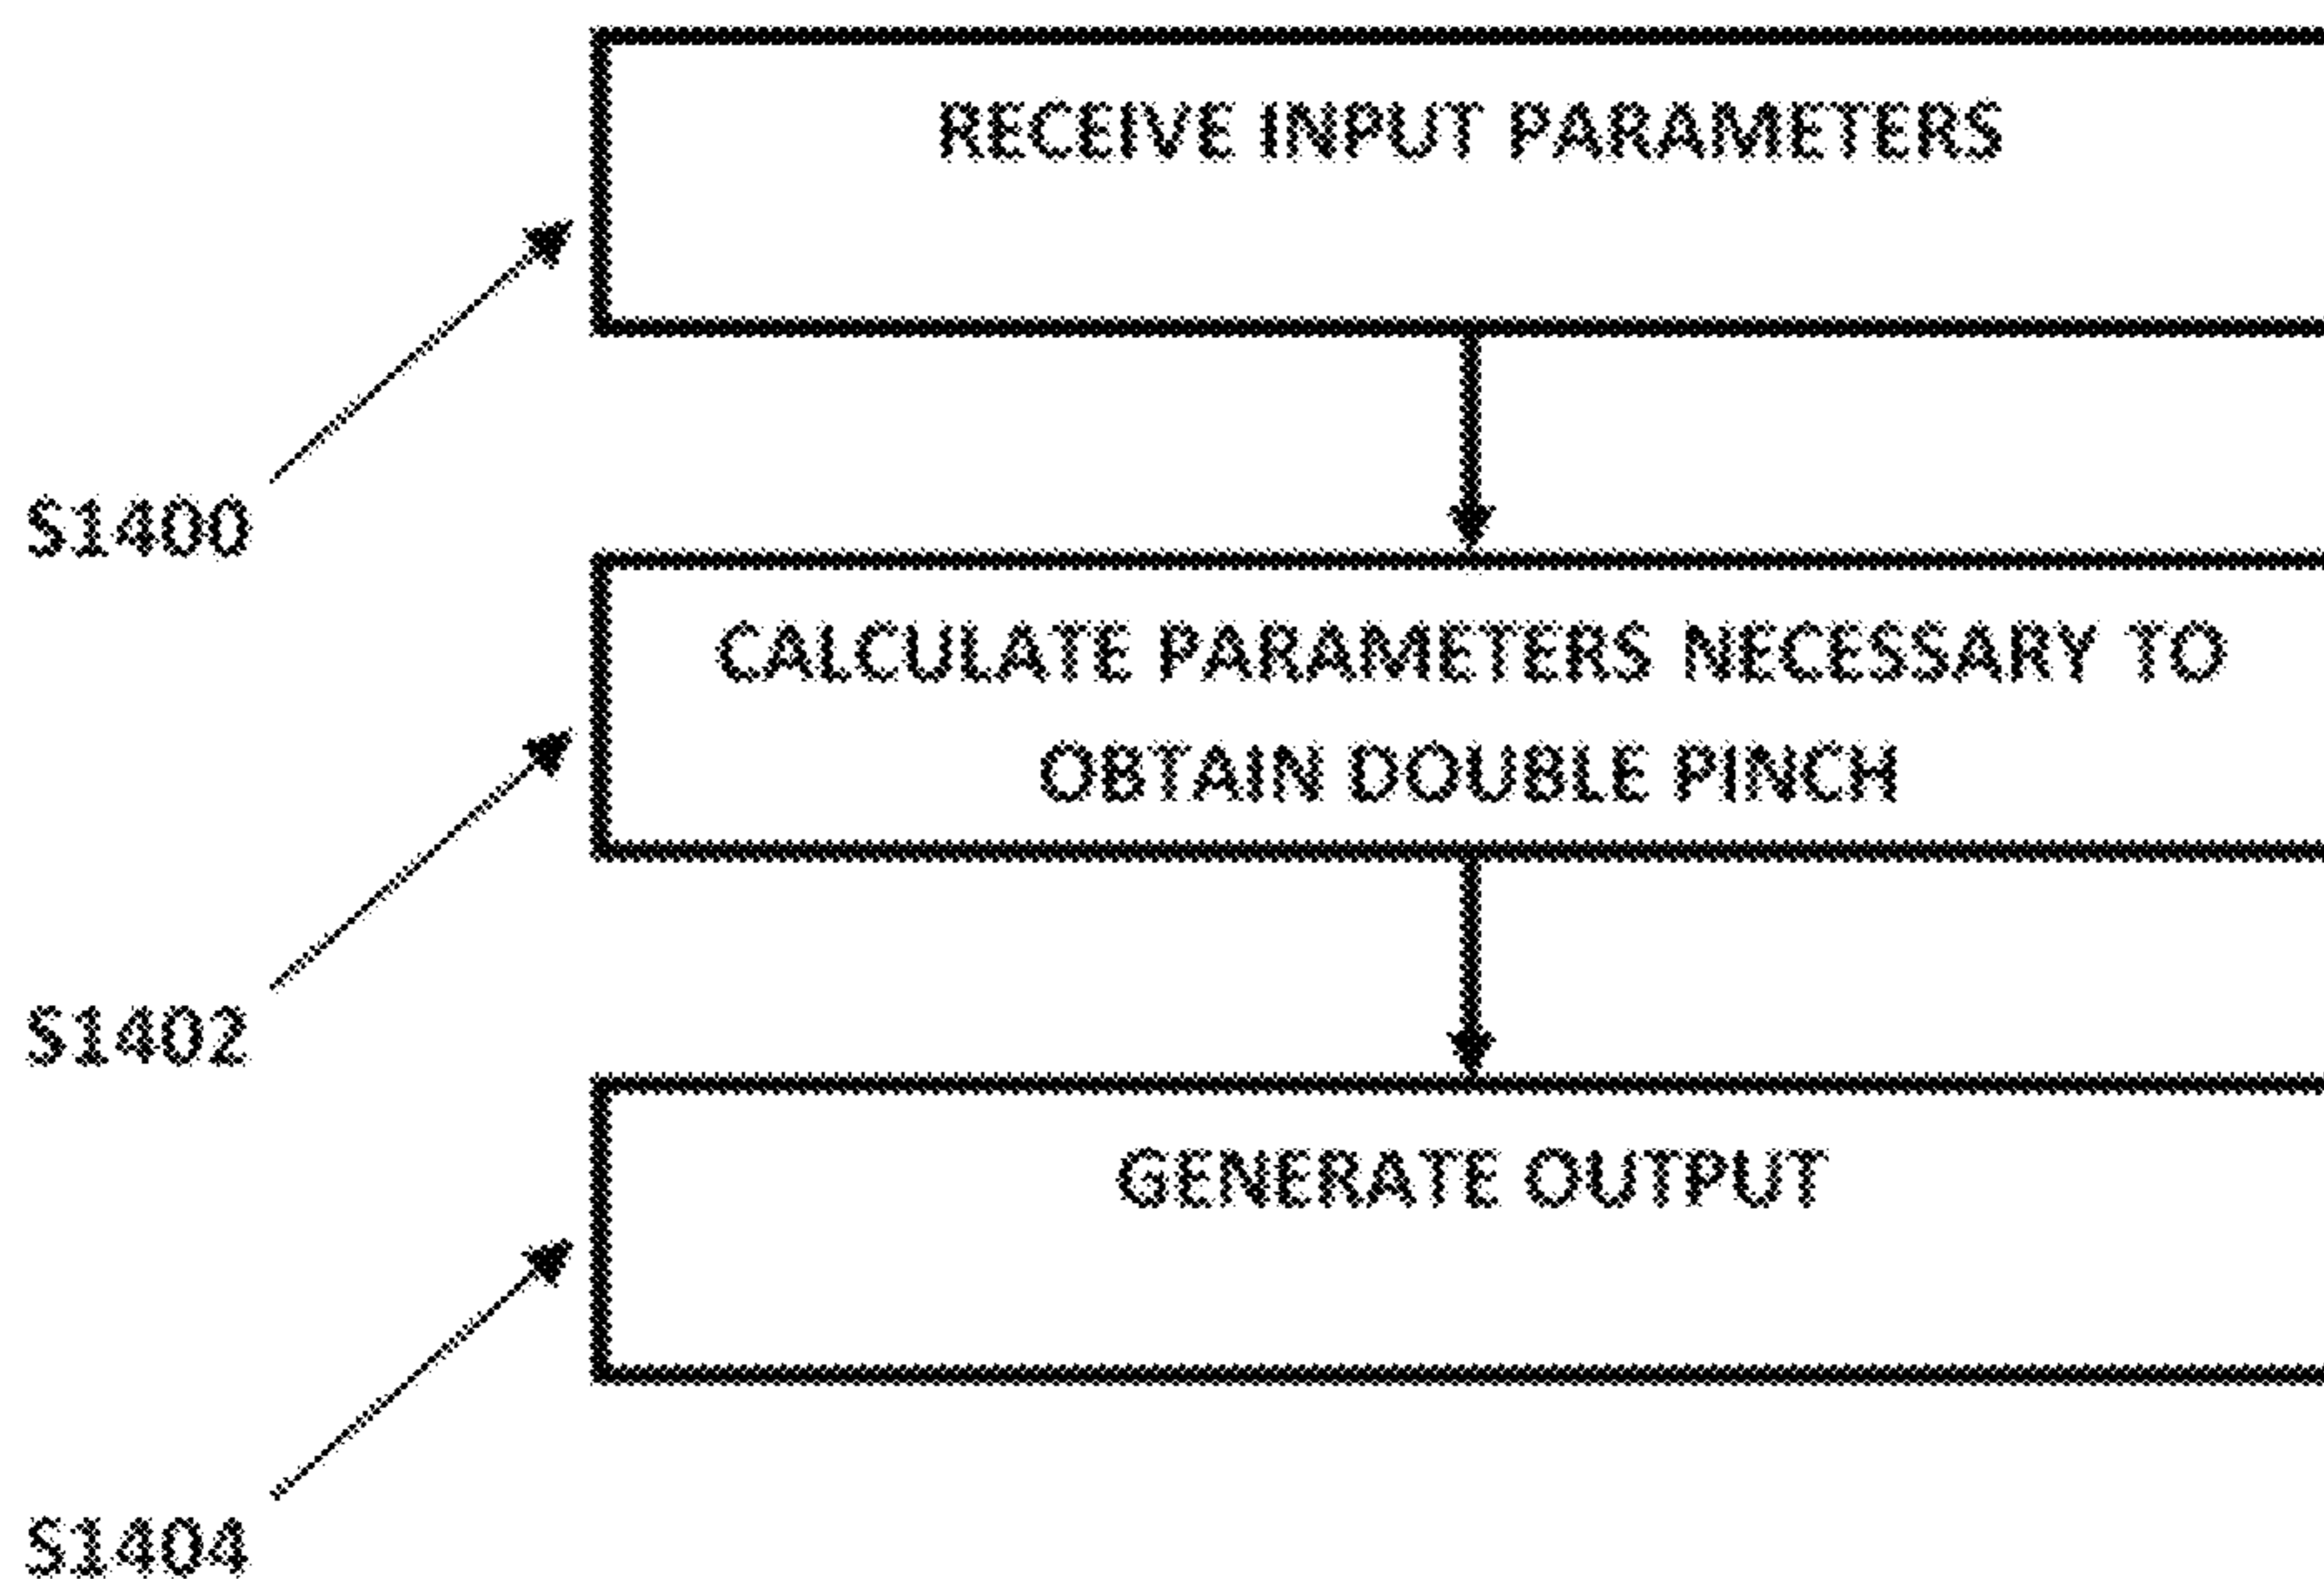 RECEIVE INPUT PARAMETERS
S1400
CALCULATE PARAMETERS NECESSARY TO
OBTAIN DOUBLE PINCH
S1402
GENERATE OUTPUT
S1404